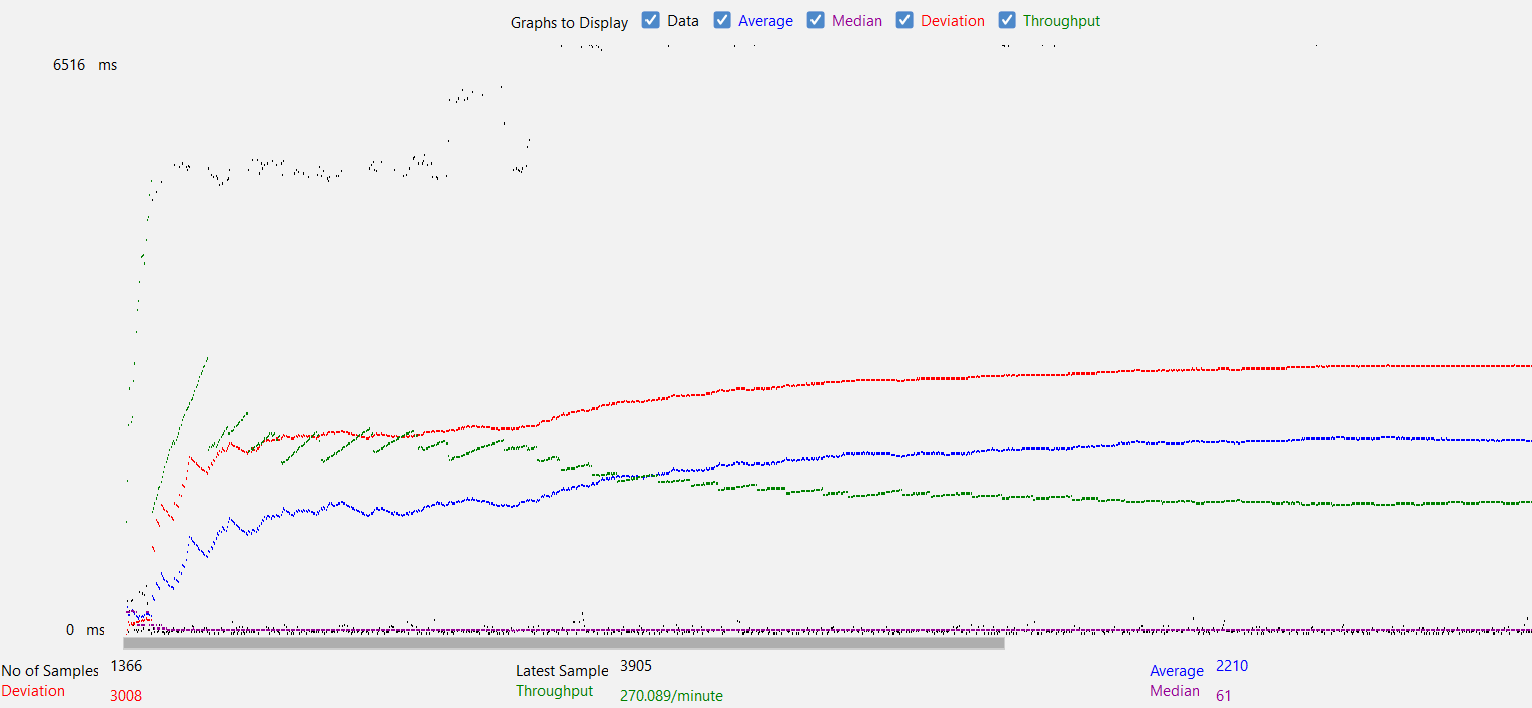 Graphs to Display Data Average Median Deviation Throughput
6516 ms
0 ms
No of Samples 1366 Latest Sample 3905 Average 2210
Deviation 3008 Throughput 270.089/minute Median 61